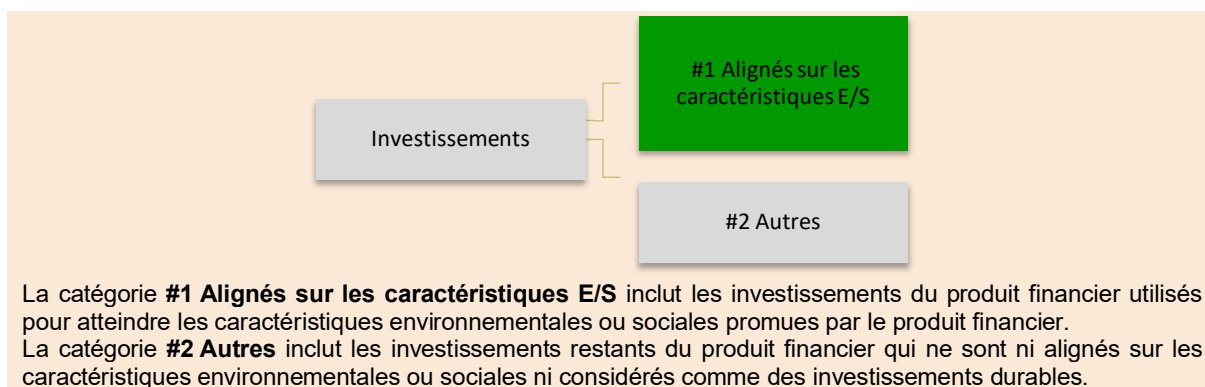 #1 Alignés sur les
caractéristiques E/S
Investissements
#2 Autres
La catégorie #1 Alignés sur les caractéristiques E/S inclut les investissements du produit financier utilisés
pour atteindre les caractéristiques environnementales ou sociales promues par le produit financier.
La catégorie #2 Autres inclut les investissements restants du produit financier qui ne sont ni alignés sur les
caractéristiques environnementales ou sociales ni considérés comme des investissements durables.